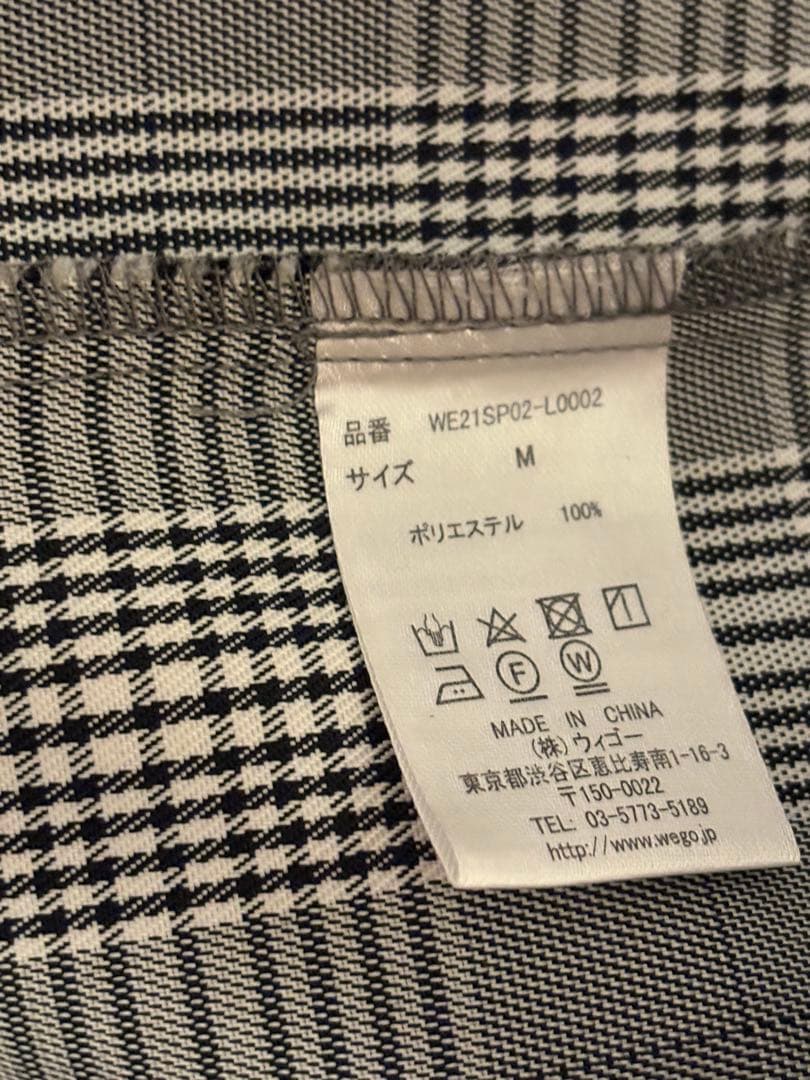 品番 WE21SP02-L0002
サイズ M
ポリエステル 100%
F W
MADE IN CHINA
(株)ウィゴー
東京都渋谷区恵比寿南1-16-3
〒150-0022
TEL: 03-5773-5189
http://www.wego.jp